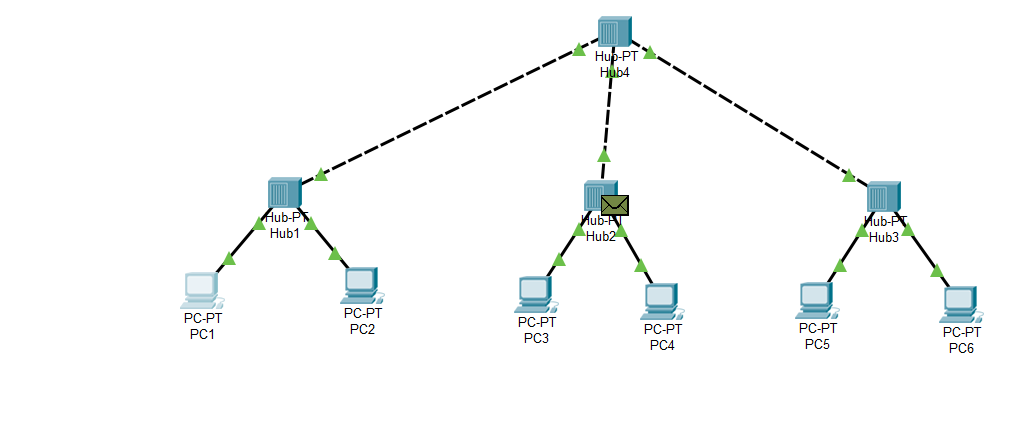 Hub-PT
Hub4
Hub-PT
Hub1
Hub-PT
Hub2
Hub-PT
Hub3
PC-PT
PC1
PC-PT
PC2
PC-PT
PC3
PC-PT
PC4
PC-PT
PC5
PC-PT
PC6